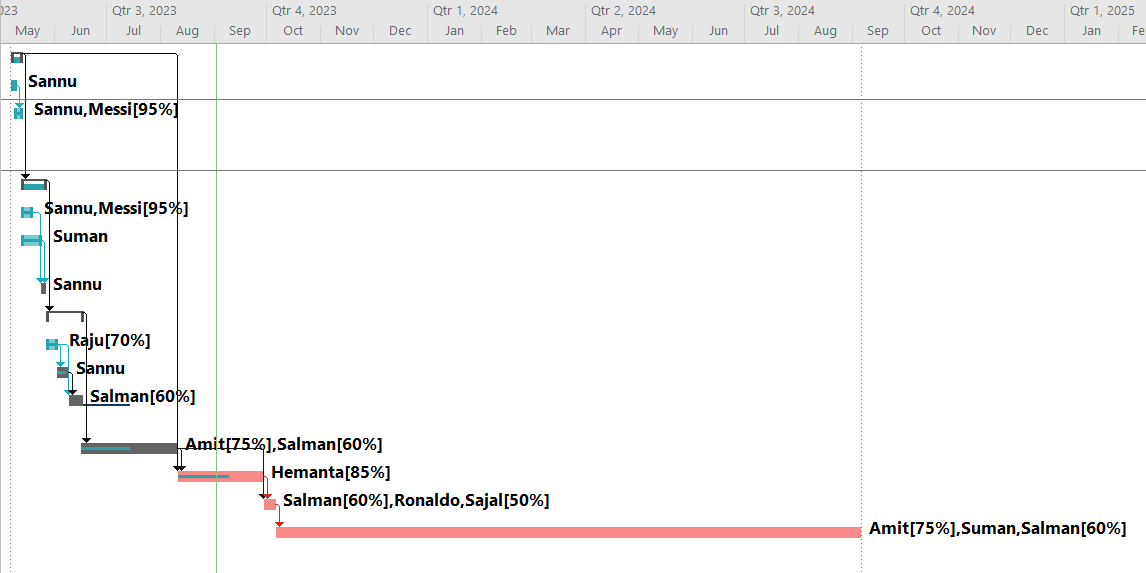 023 Qtr 3, 2023 Qtr 4, 2023 Qtr 1, 2024 Qtr 2, 2024 Qtr 3, 2024 Qtr 4, 2024 Qtr 1, 2025
May Jun Jul Aug Sep Oct Nov Dec Jan Feb Mar Apr May Jun Jul Aug Sep Oct Nov Dec Jan Fe
Sannu
Sannu,Messi[95%]
Sannu,Messi[95%]
Suman
Sannu
Raju[70%]
Sannu
Salman[60%]
Amit[75%],Salman[60%]
Hemanta[85%]
Salman[60%],Ronaldo,Sajal[50%]
Amit[75%],Suman,Salman[60%]